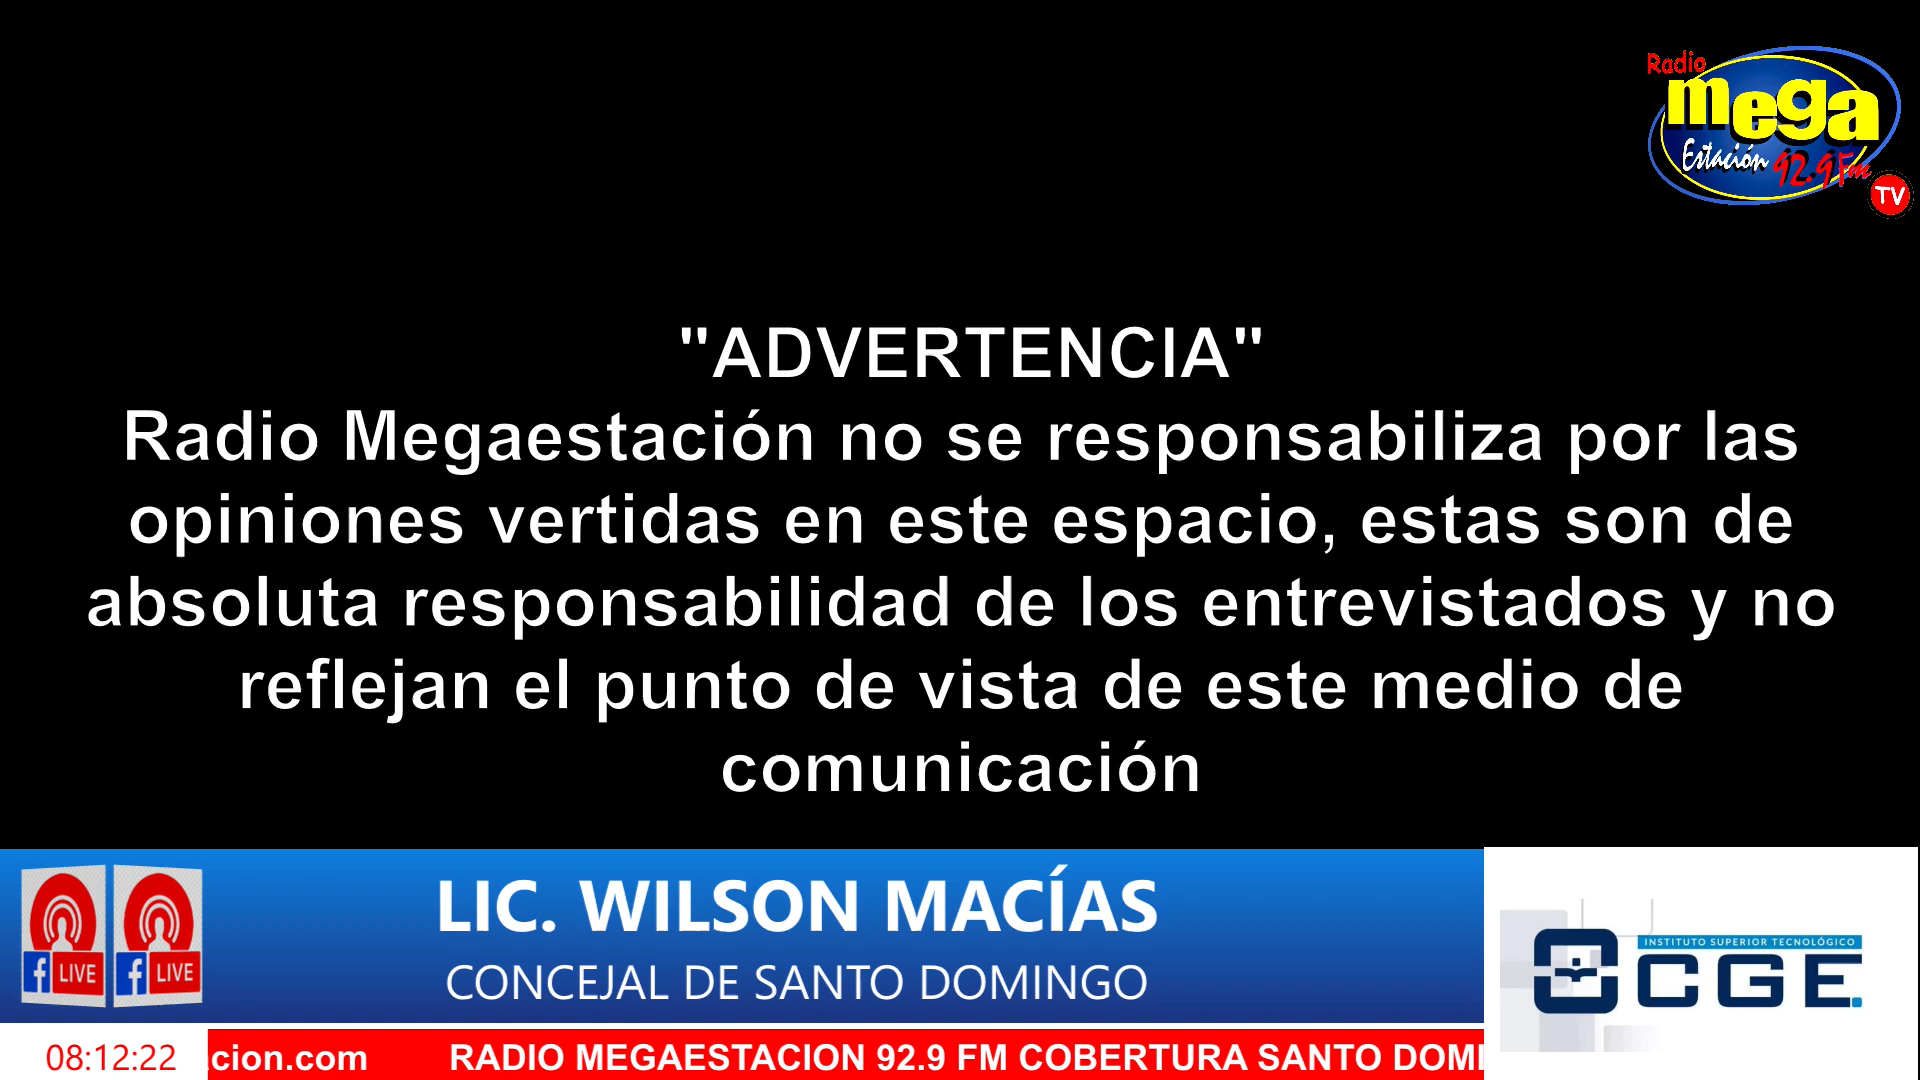 Radio
mega
Estación 92.9 Fm
TV
"ADVERTENCIA"
Radio Megaestación no se responsabiliza por las
opiniones vertidas en este espacio, estas son de
absoluta responsabilidad de los entrevistados y no
reflejan el punto de vista de este medio de
comunicación
LIC. WILSON MACÍAS
CONCEJAL DE SANTO DOMINGO
f LIVE f LIVE
INSTITUTO SUPERIOR TECNOLÓGICO
CGE.
08:12:22 acion.com RADIO MEGAESTACION 92.9 FM COBERTURA SANTO DOMI